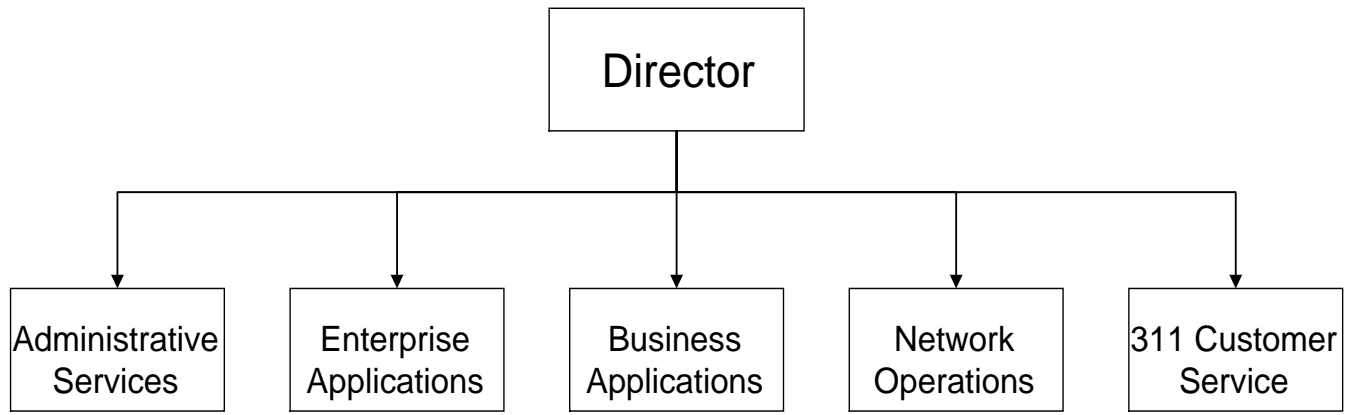 Director
Administrative
Services
Enterprise
Applications
Business
Applications
Network
Operations
311 Customer
Service